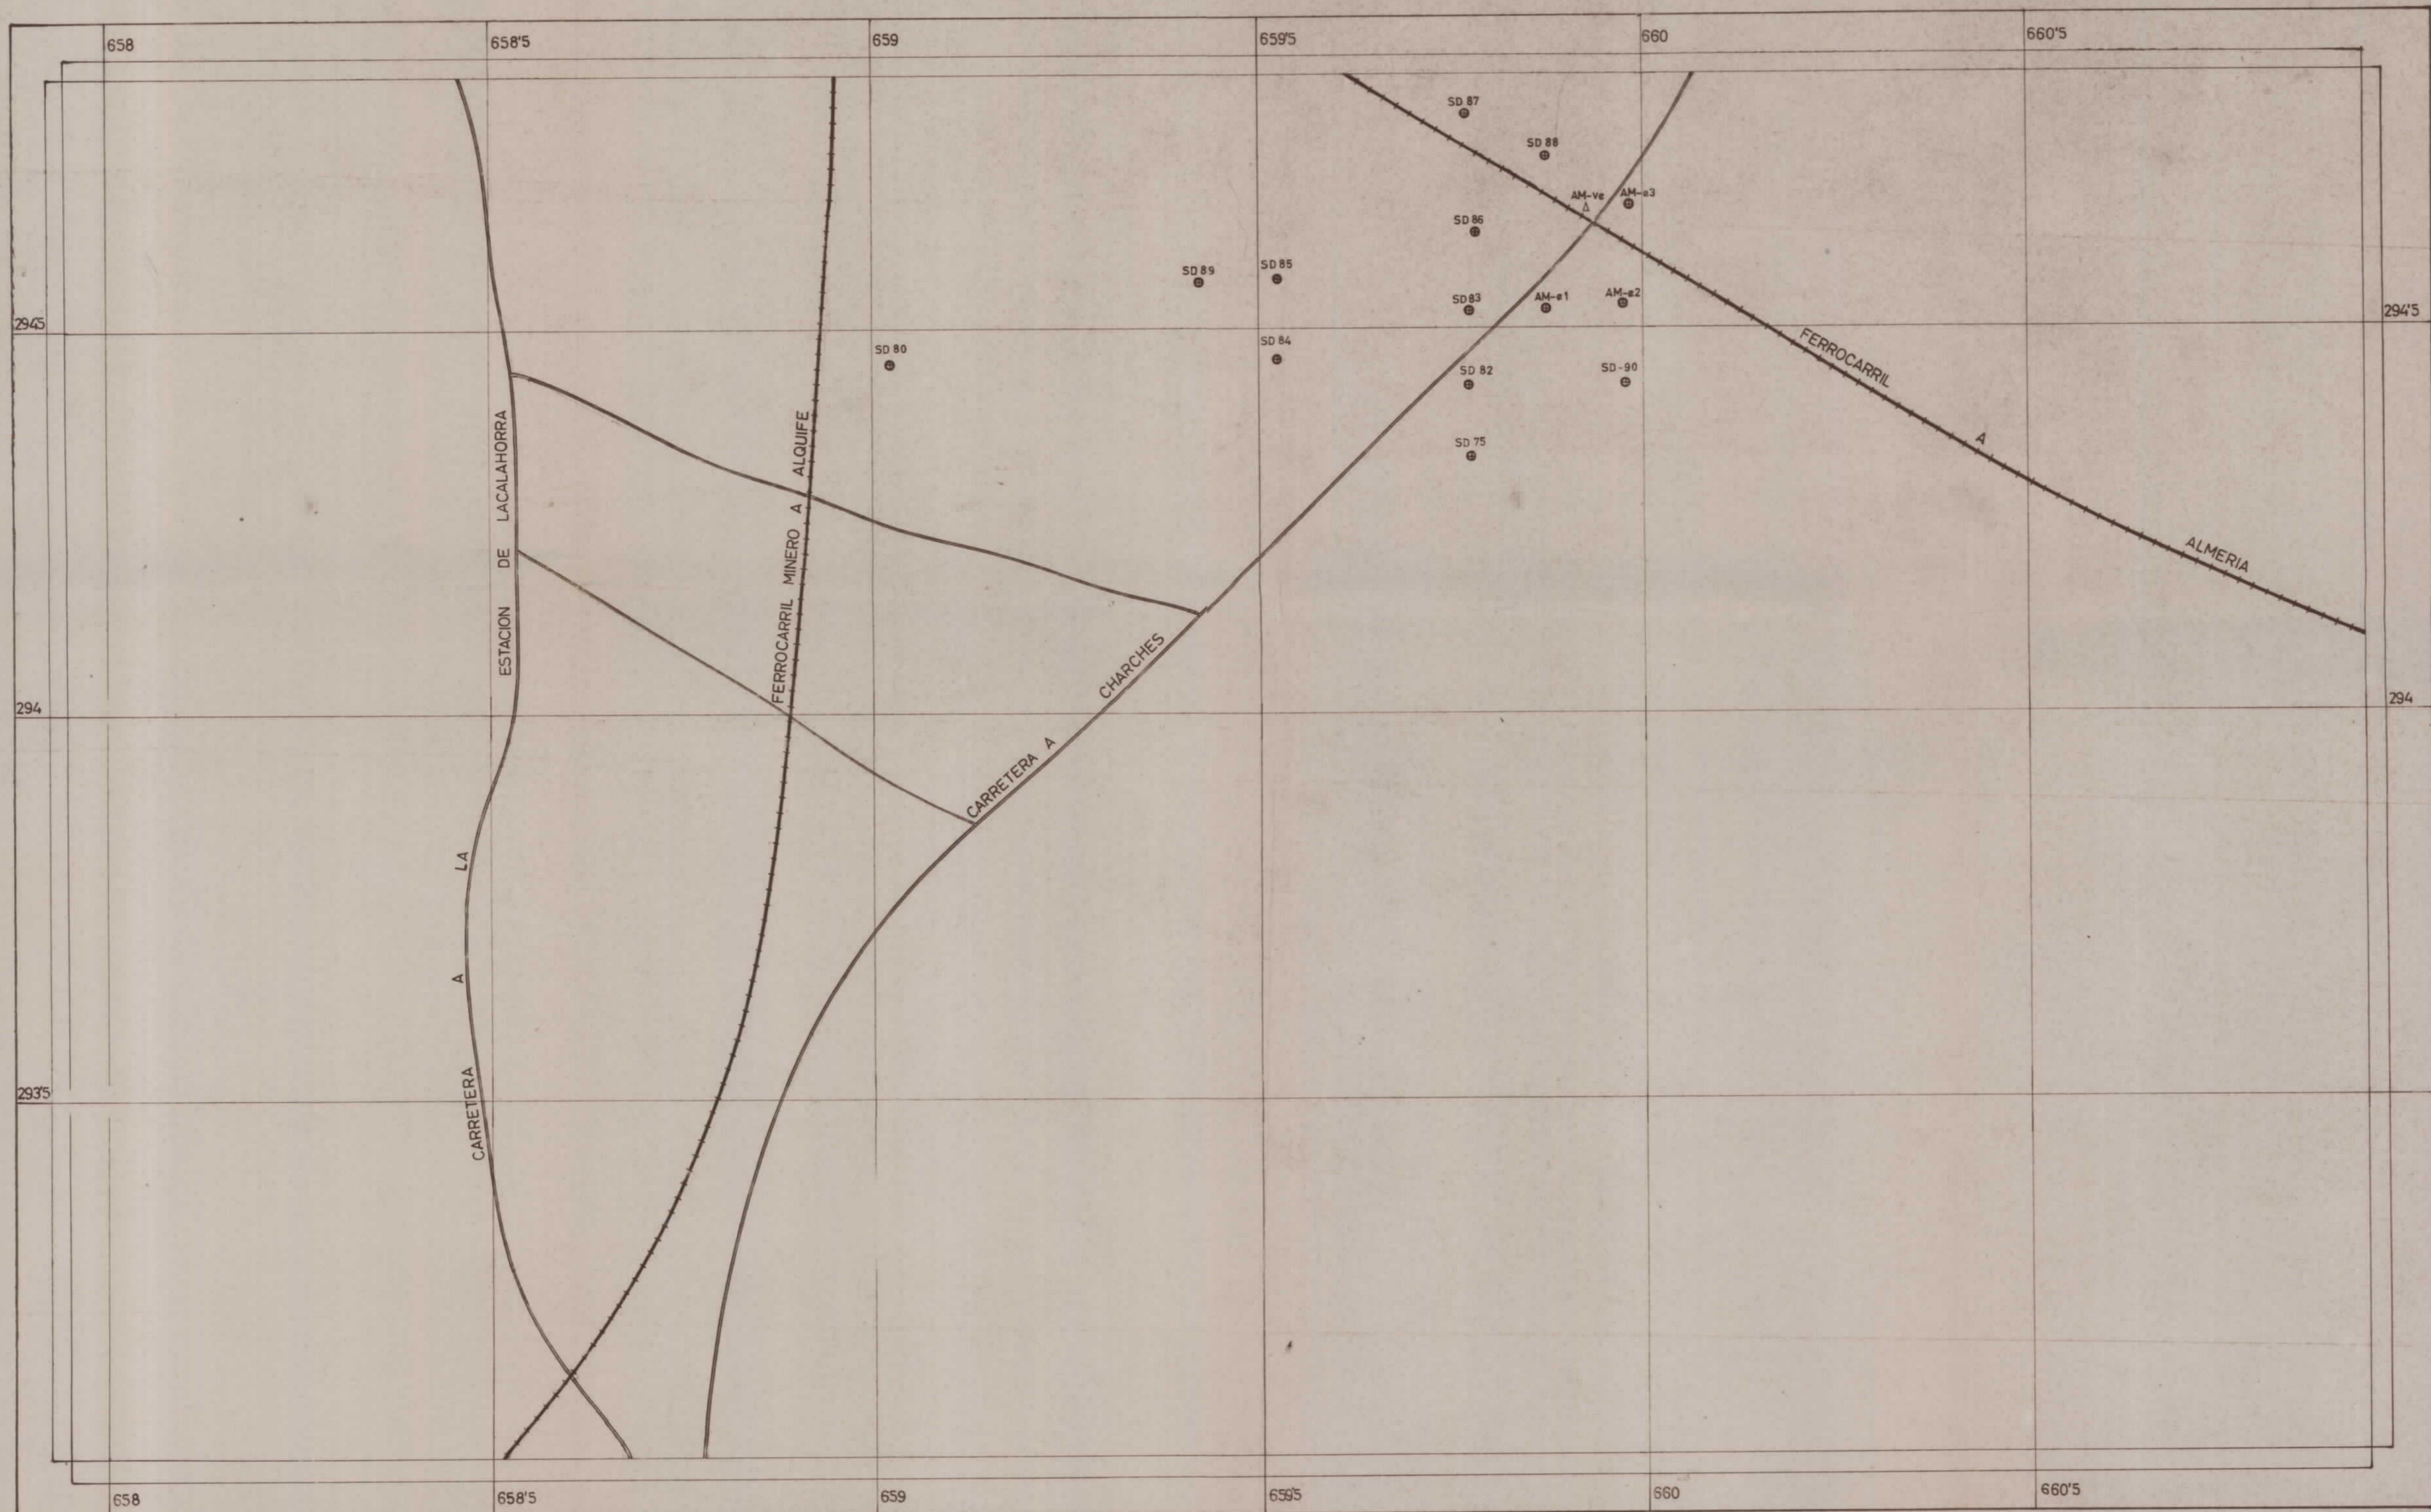 658 658'5 659 659'5 660 660'5
SD 87
SD 88
AM-ve AM-e3
SD 86
SD 89 SD 85
SD 83 AM-e1 AM-e2
294'5 294'5
SD 80 SD 84
SD 82 SD-90
SD 75
FERROCARRIL A ALMERIA
FERROCARRIL MINERO A ALQUIFE
CARRETERA A LA ESTACION DE LACALAHORRA
CARRETERA A CHARCHES
294 294
293'5
658 658'5 659 659'5 660 660'5